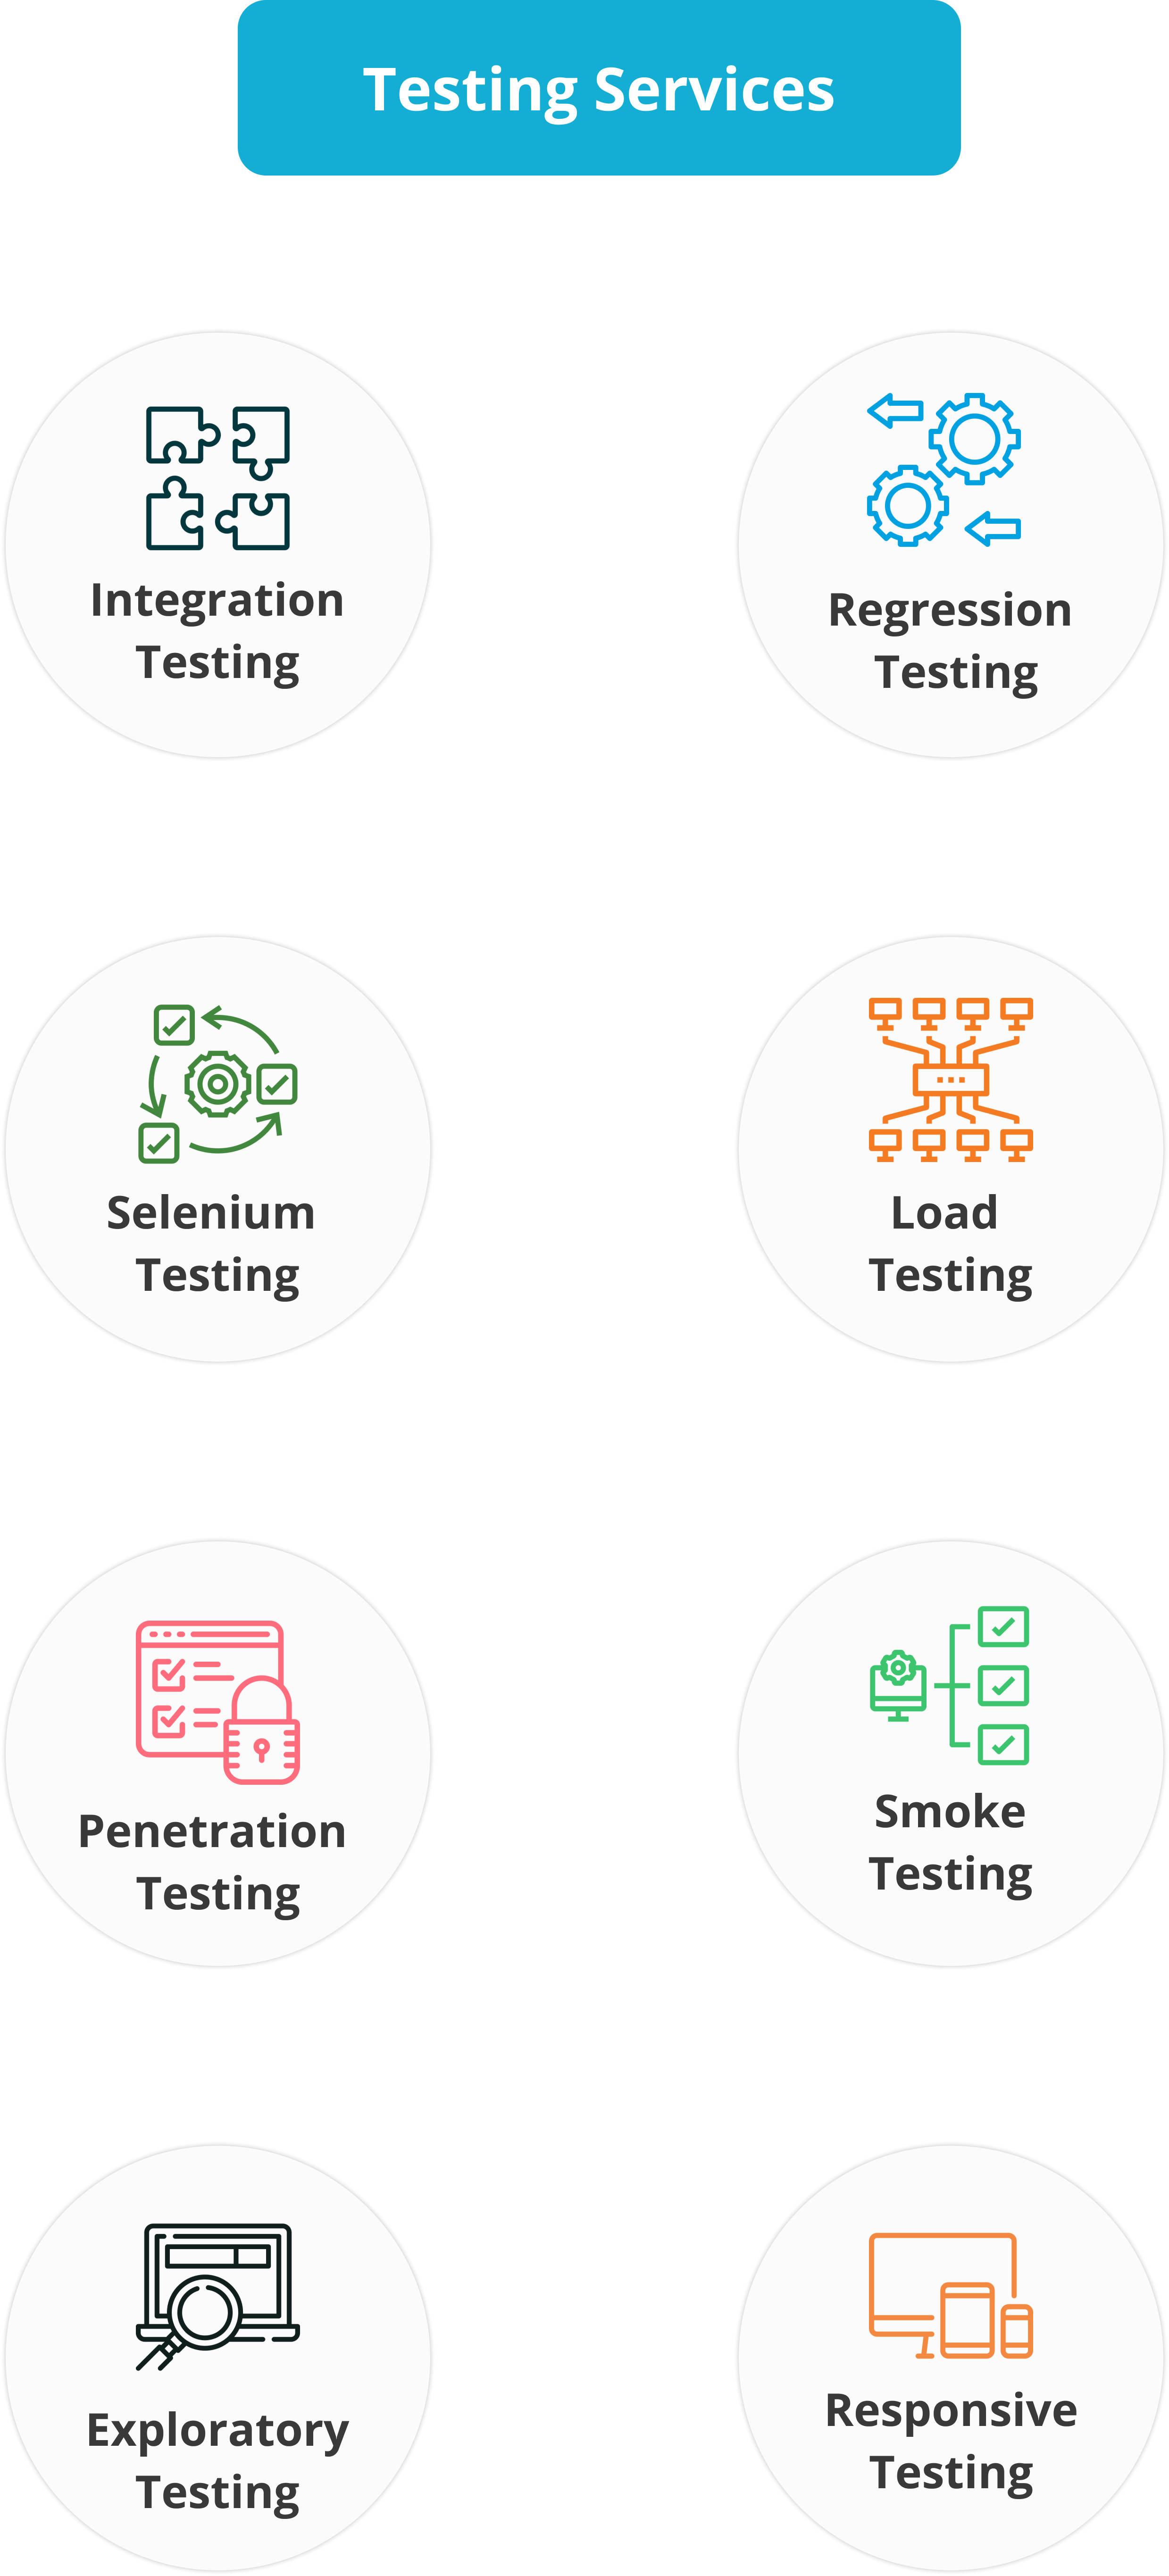 Testing Services
Integration
Testing
Regression
Testing
Selenium
Testing
Load
Testing
Penetration
Testing
Smoke
Testing
Exploratory
Testing
Responsive
Testing